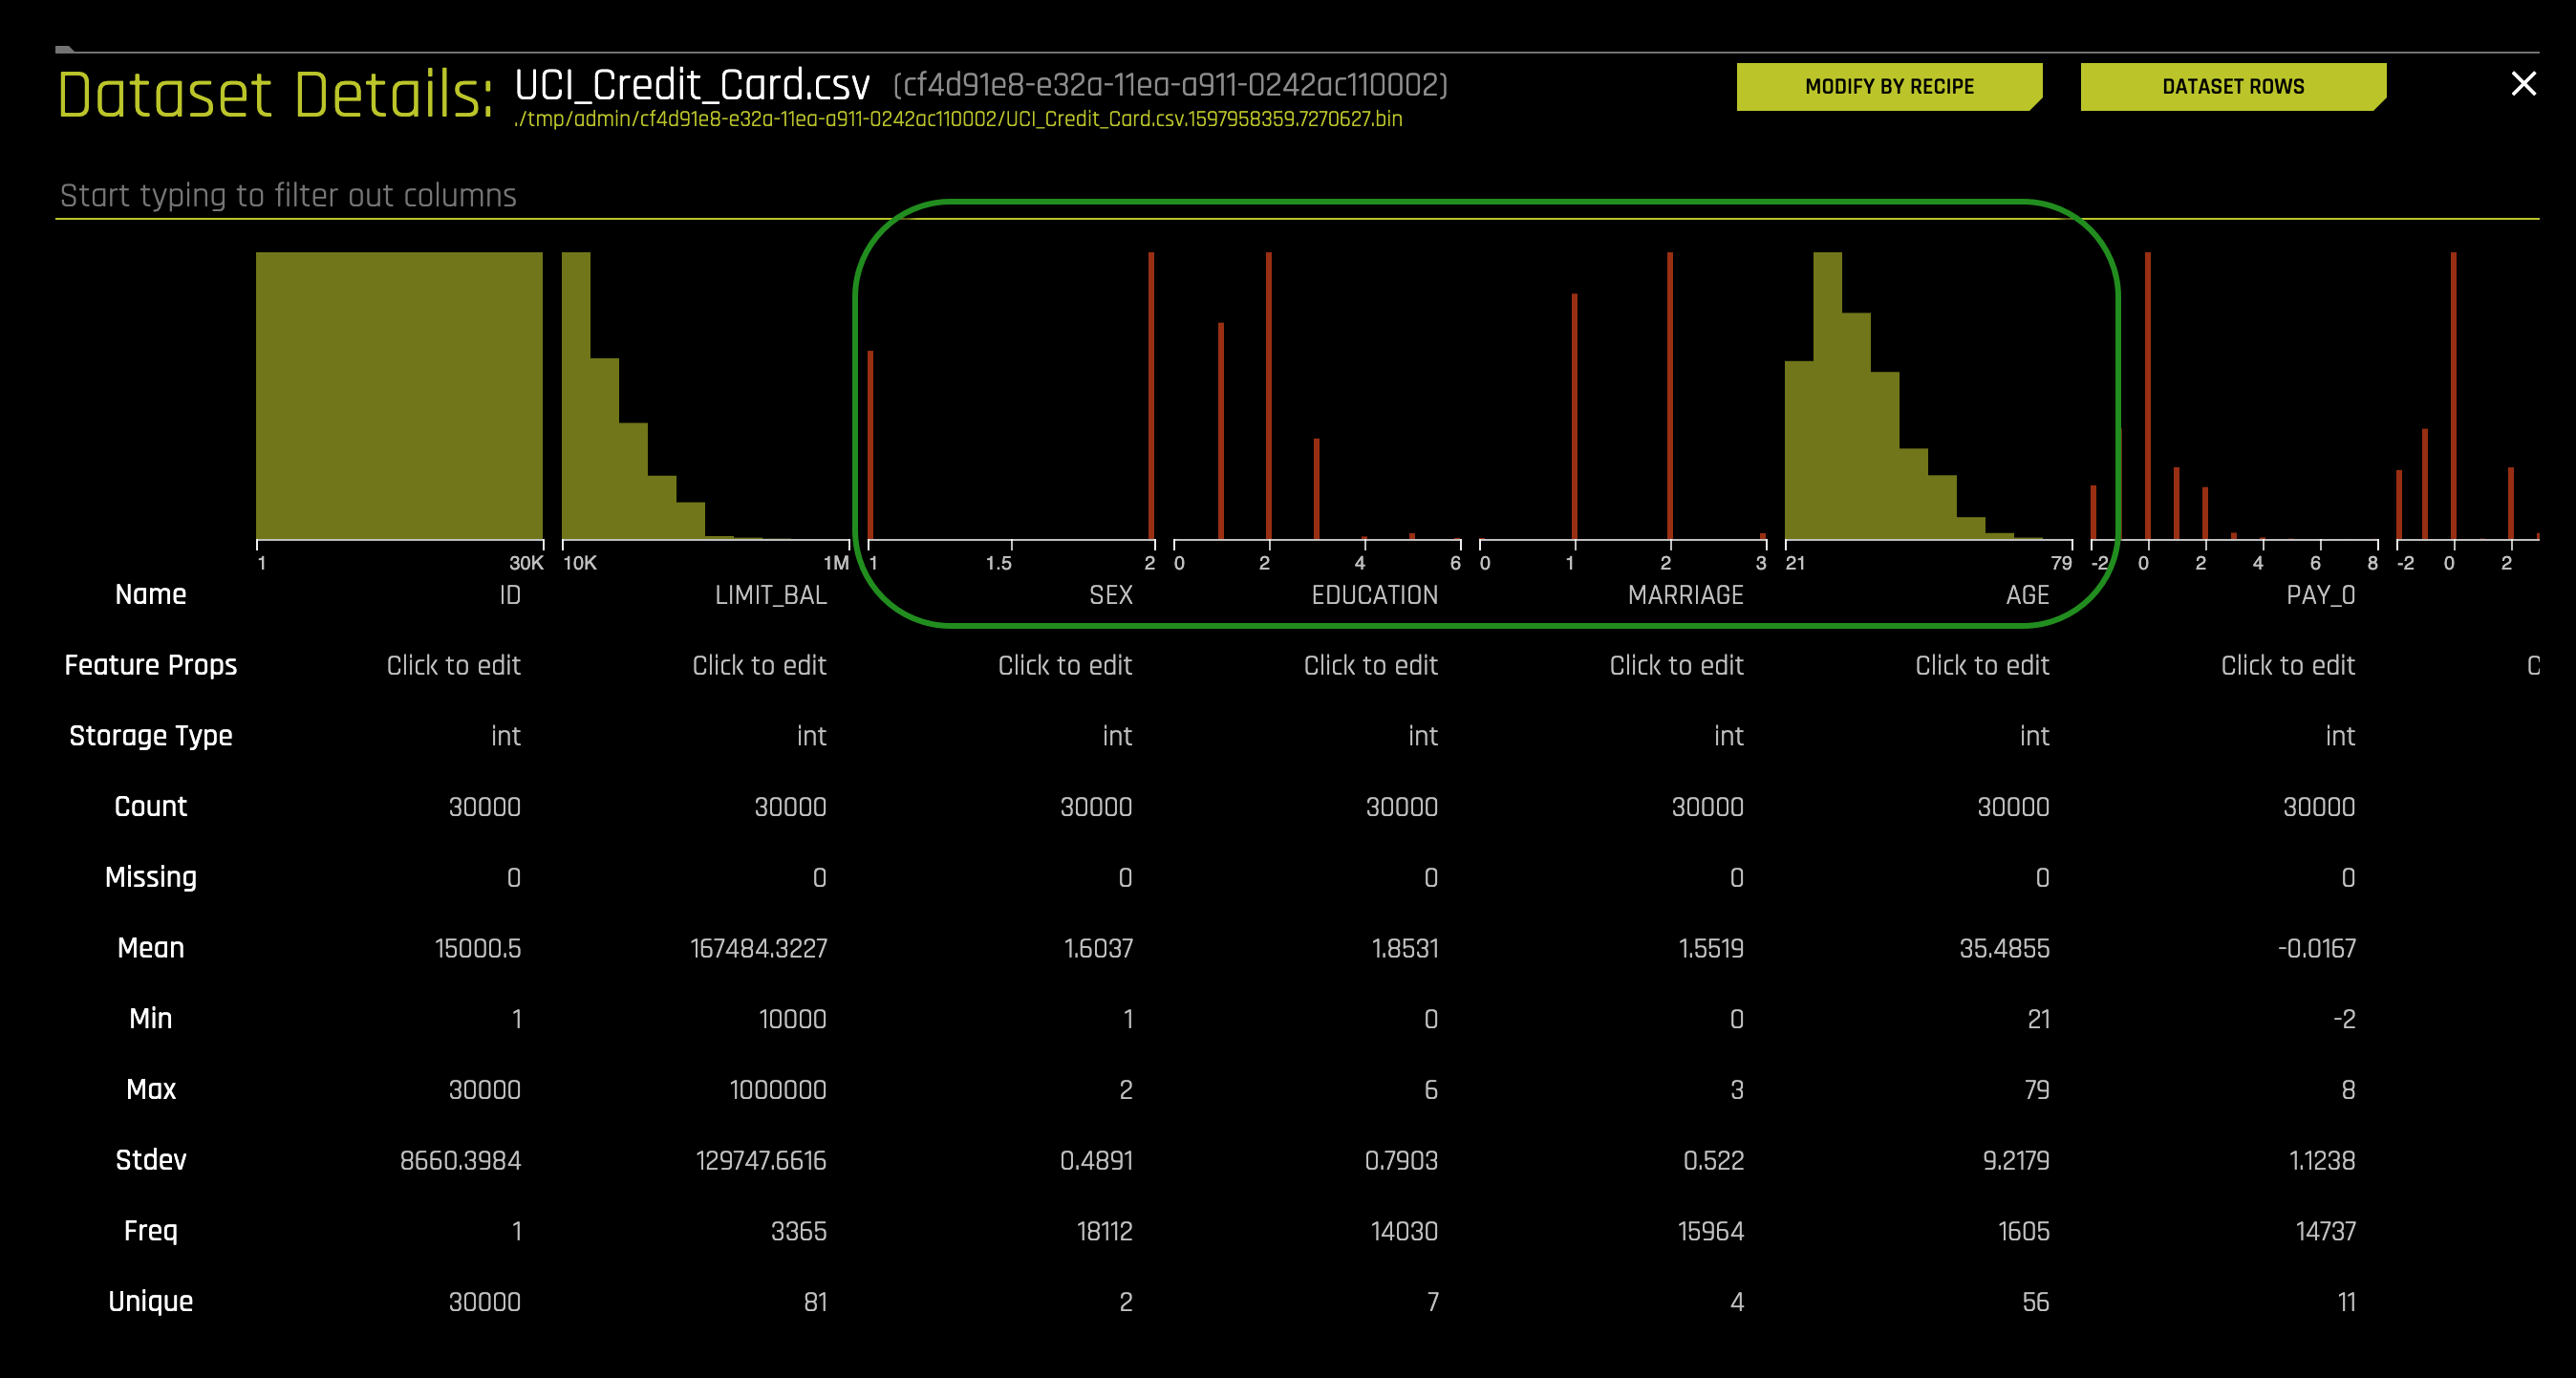 Dataset Details: UCI_Credit_Card.csv (cf4d91e8-e32a-11ea-a911-0242ac110002) MODIFY BY RECIPE DATASET ROWS
./tmp/admin/cf4d91e8-e32a-11ea-a911-0242ac110002/UCI_Credit_Card.csv.1597958359.7270627.bin
Start typing to filter out columns
1 30K 10K 1M 1 1.5 2 0 2 4 6 0 1 2 3 21 79 -2 0 2 4 6 8 -2 0 2
Name ID LIMIT_BAL SEX EDUCATION MARRIAGE AGE PAY_0
Feature Props Click to edit Click to edit Click to edit Click to edit Click to edit Click to edit Click to edit C
Storage Type int int int int int int int
Count 30000 30000 30000 30000 30000 30000 30000
Missing 0 0 0 0 0 0 0
Mean 15000.5 167484.3227 1.6037 1.8531 1.5519 35.4855 -0.0167
Min 1 10000 1 0 0 21 -2
Max 30000 1000000 2 6 3 79 8
Stdev 8660.3984 129747.6616 0.4891 0.7903 0.522 9.2179 1.1238
Freq 1 3365 18112 14030 15964 1605 14737
Unique 30000 81 2 7 4 56 11